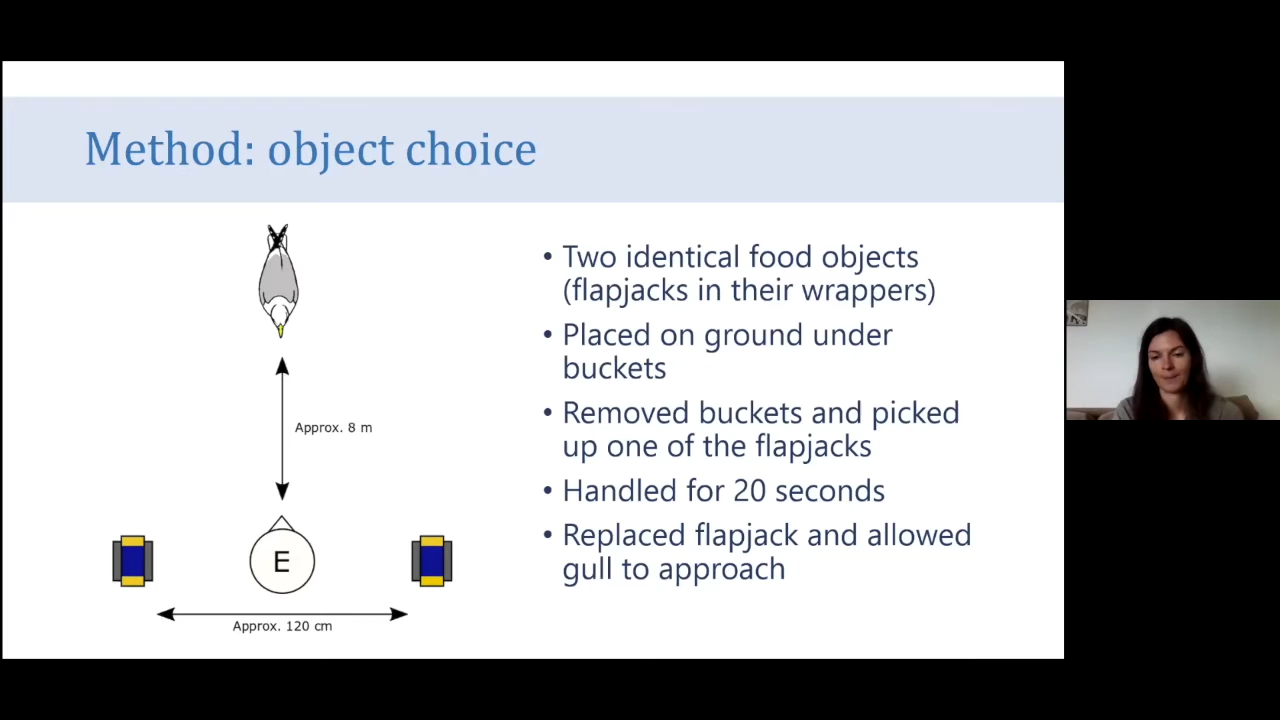 Method: object choice
Approx. 8 m
E
Approx. 120 cm
• Two identical food objects
(flapjacks in their wrappers)
• Placed on ground under
buckets
• Removed buckets and picked
up one of the flapjacks
• Handled for 20 seconds
• Replaced flapjack and allowed
gull to approach